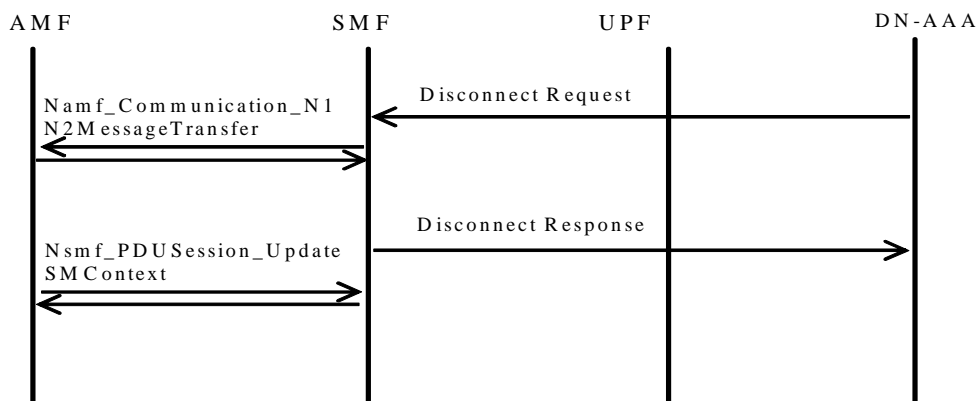 AMF
SMF
UPF
DN-AAA
Disconnect Request
Namf_Communication_N1
N2MessageTransfer
Disconnect Response
Nsmf_PDUSession_Update
SMContext